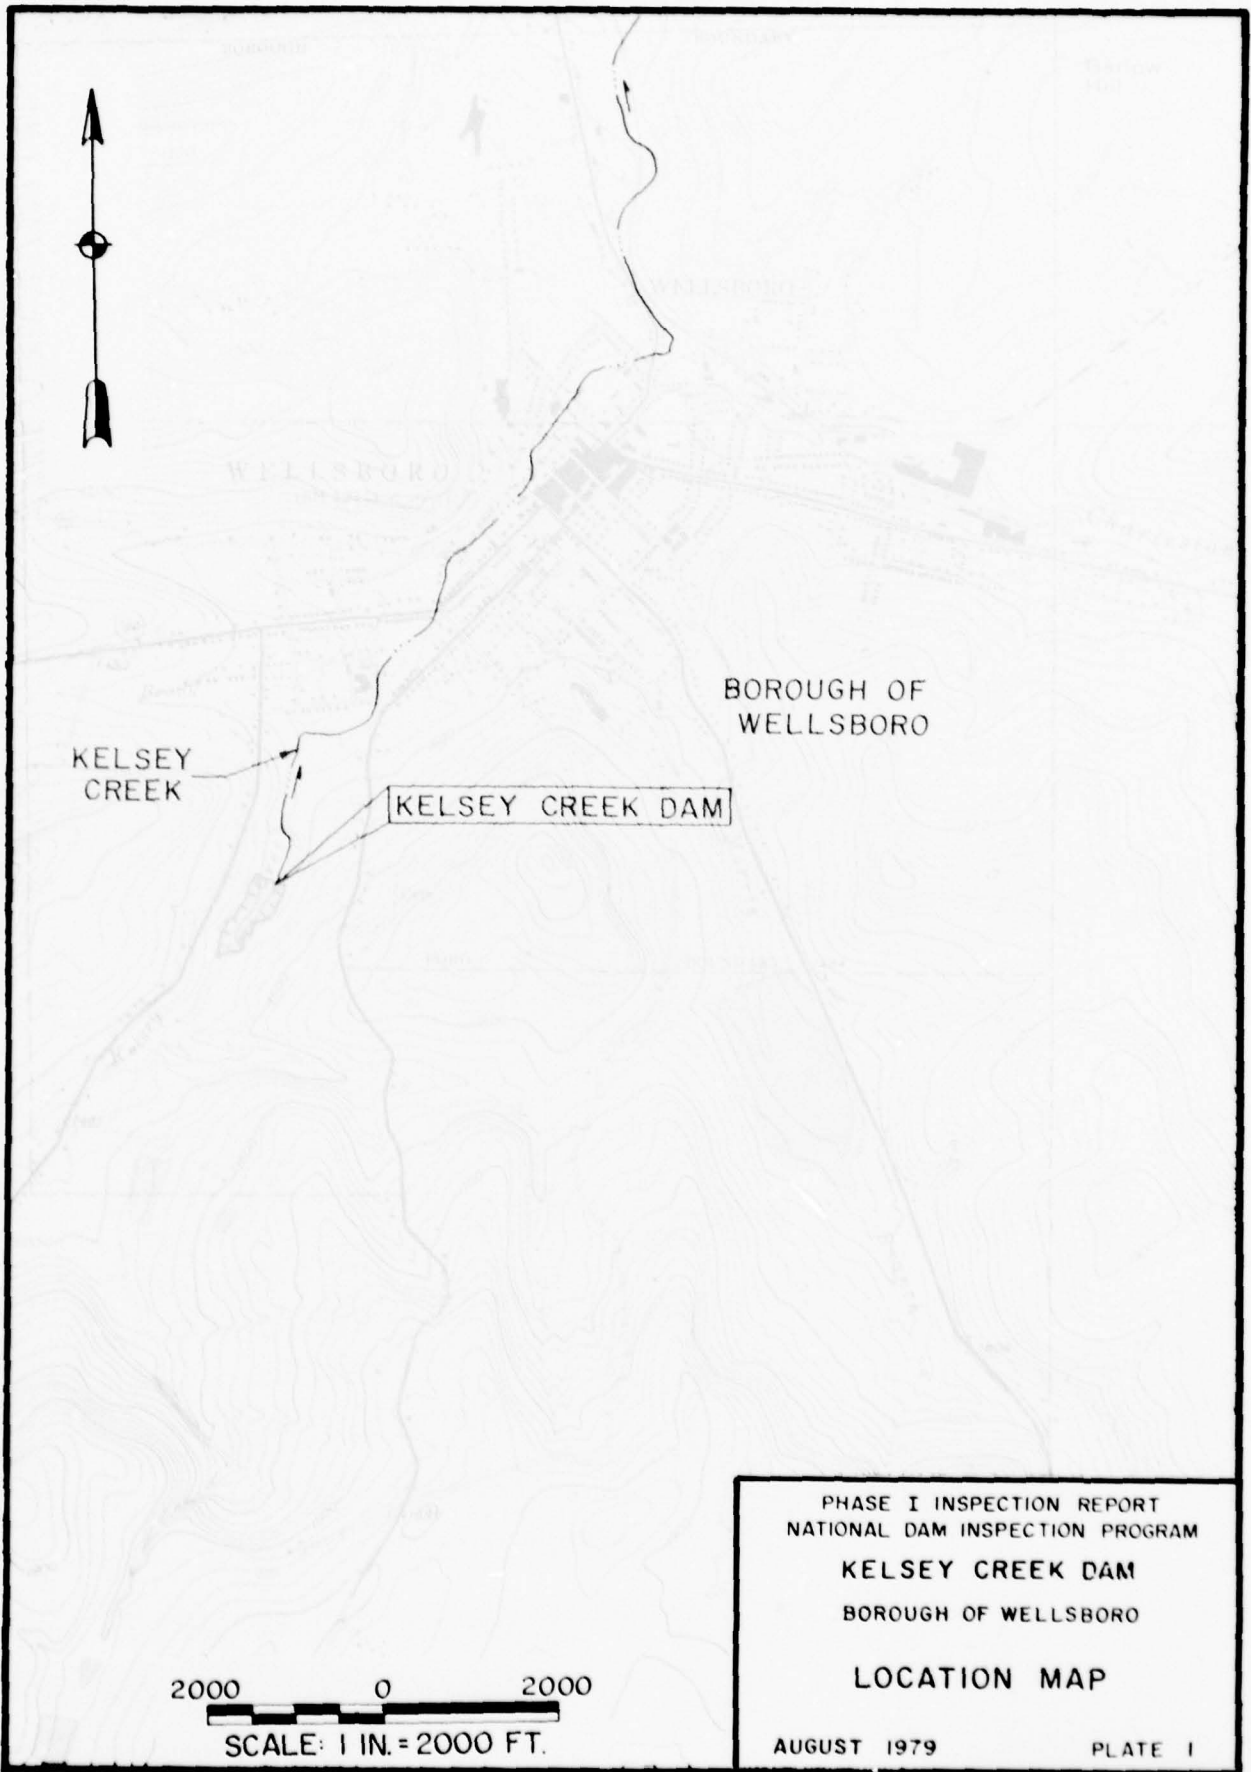 WELLSBORO
WELLSBORO
BOROUGH OF
WELLSBORO
KELSEY
CREEK
KELSEY CREEK DAM
2000 0 2000
SCALE: 1 IN. = 2000 FT.
PHASE I INSPECTION REPORT
NATIONAL DAM INSPECTION PROGRAM
KELSEY CREEK DAM
BOROUGH OF WELLSBORO
LOCATION MAP
AUGUST 1979 PLATE 1